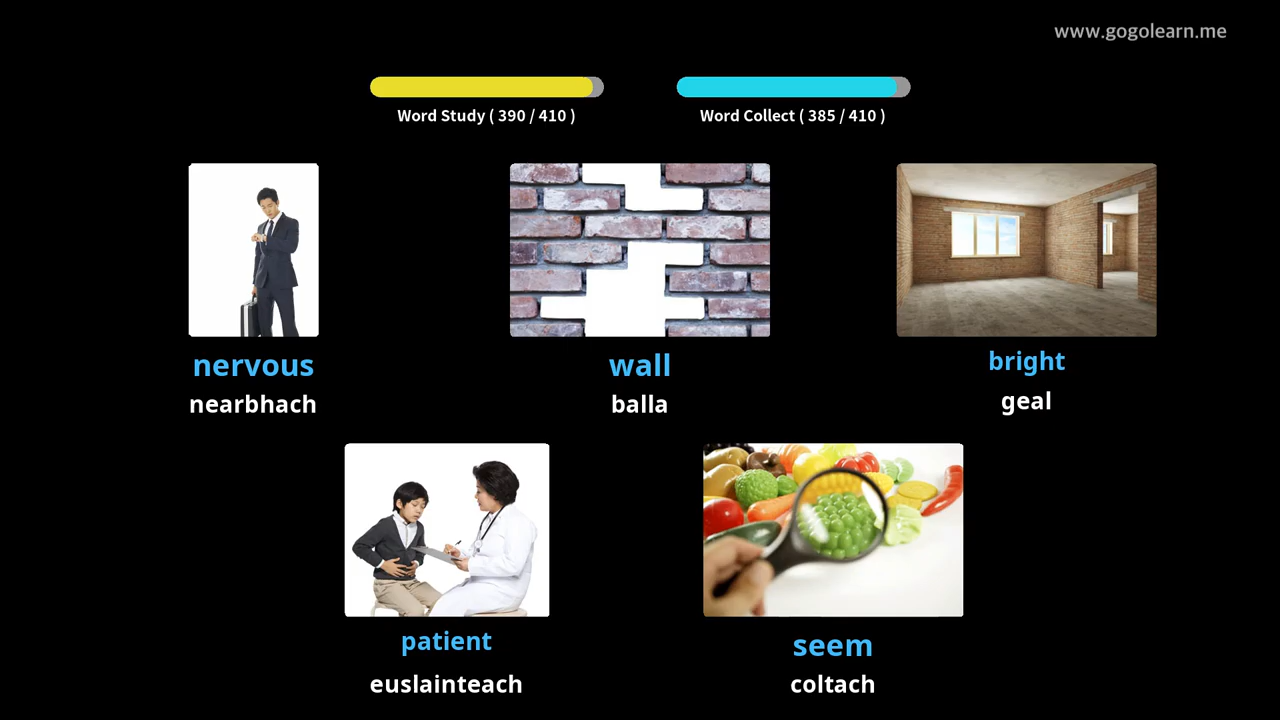 www.gogolearn.me
Word Study ( 390 / 410 )
Word Collect ( 385 / 410 )
nervous
nearbhach
wall
balla
bright
geal
patient
euslainteach
seem
coltach